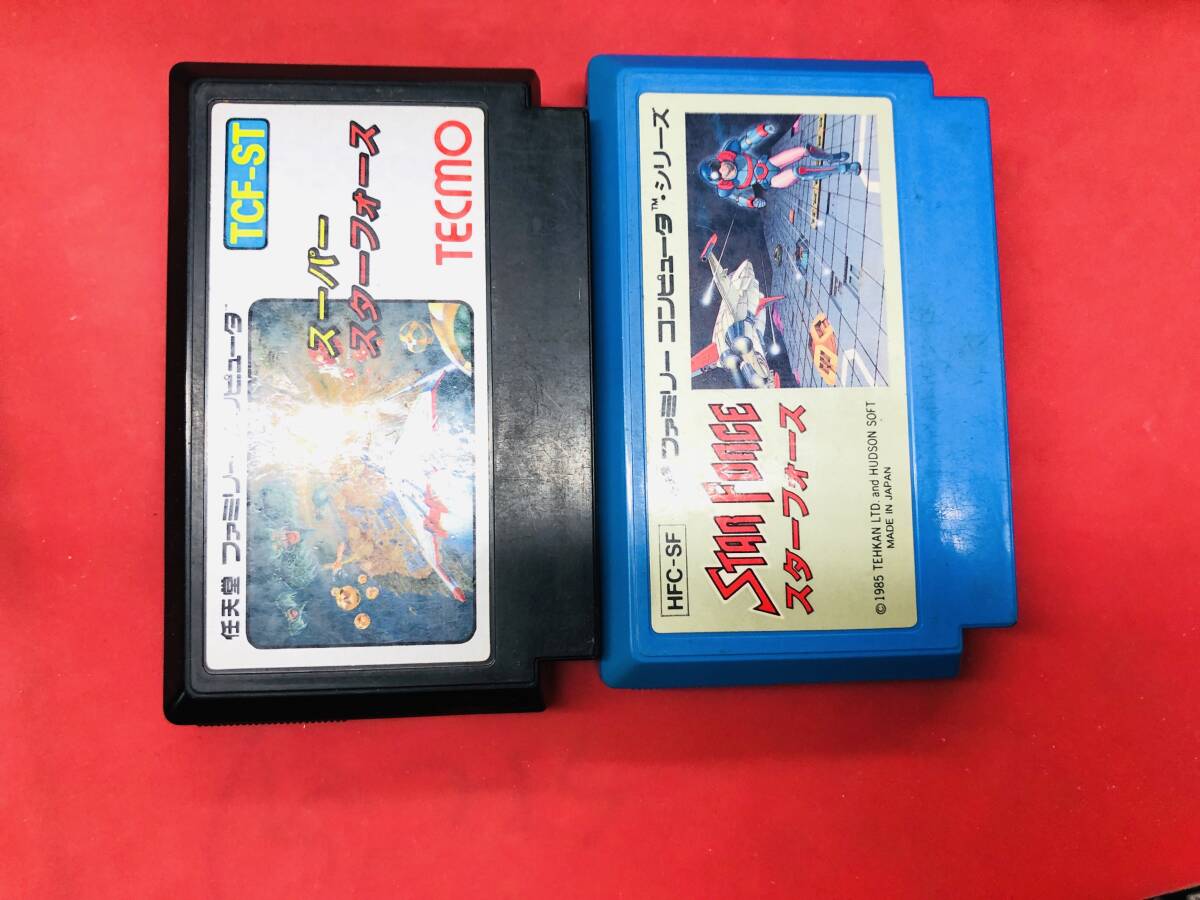 任天堂 ファミリーコンピュータ
TCF-ST
スーパー
スターフォース
TECMO
ファミリー コンピュータ™・シリーズ
HFC-SF
STAR FORCE
スターフォース
©1985 TEHKAN LTD. and HUDSON SOFT
MADE IN JAPAN